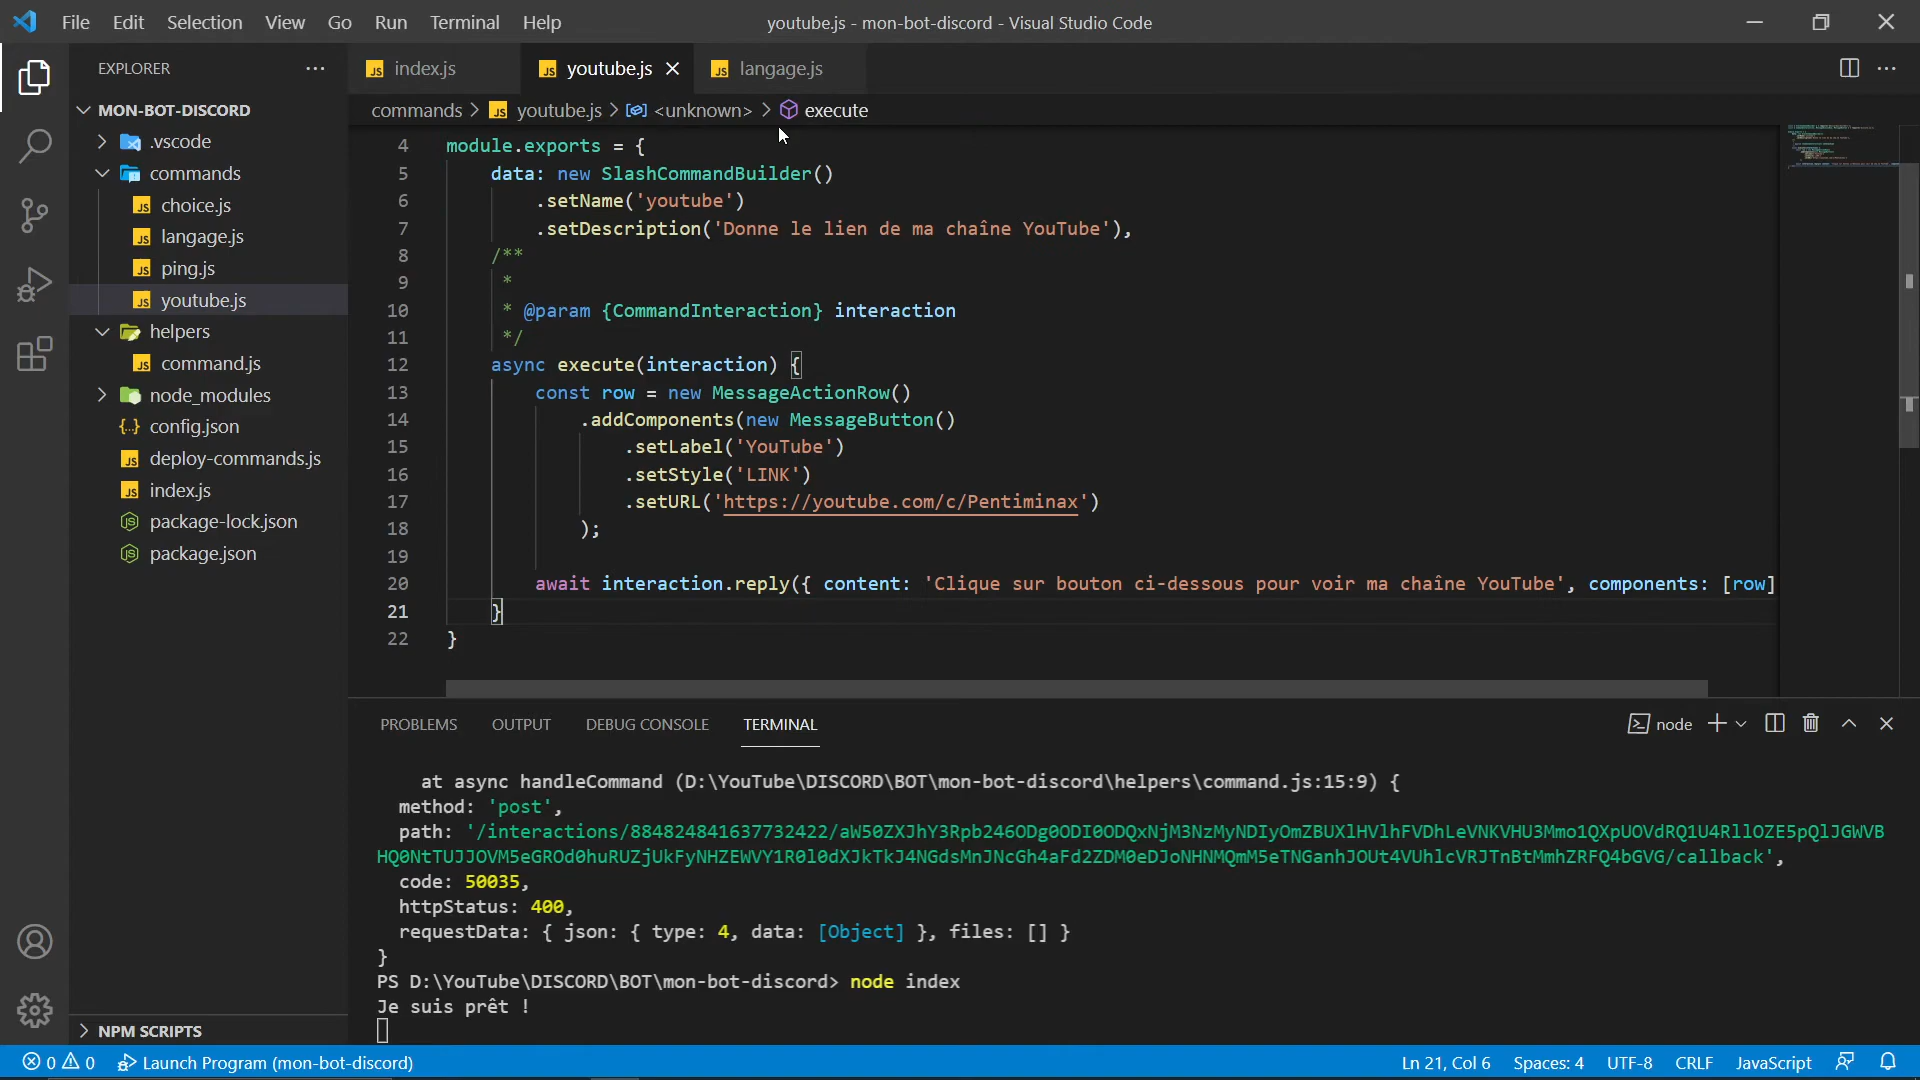 File Edit Selection View Go Run Terminal Help
youtube.js - mon-bot-discord - Visual Studio Code
EXPLORER
MON-BOT-DISCORD
.vscode
commands
choice.js
langage.js
ping.js
youtube.js
helpers
command.js
node_modules
config.json
deploy-commands.js
index.js
package-lock.json
package.json
NPM SCRIPTS
index.js
youtube.js
langage.js
commands > youtube.js > <unknown> > execute
4 module.exports = {
5 data: new SlashCommandBuilder()
6 .setName('youtube')
7 .setDescription('Donne le lien de ma chaîne YouTube'),
8 /**
9 *
10 * @param {CommandInteraction} interaction
11 */
12 async execute(interaction) {
13 const row = new MessageActionRow()
14 .addComponents(new MessageButton()
15 .setLabel('YouTube')
16 .setStyle('LINK')
17 .setURL('https://youtube.com/c/Pentiminax')
18 );
19
20 await interaction.reply({ content: 'Clique sur bouton ci-dessous pour voir ma chaîne YouTube', components: [row]
21 }
22 }
PROBLEMS OUTPUT DEBUG CONSOLE TERMINAL
node
at async handleCommand (D:\YouTube\DISCORD\BOT\mon-bot-discord\helpers\command.js:15:9) {
method: 'post',
code: 50035,
httpStatus: 400,
requestData: { json: { type: 4, data: [Object] }, files: [] }
}
PS D:\YouTube\DISCORD\BOT\mon-bot-discord> node index
Je suis prêt !
0 0 Launch Program (mon-bot-discord)
Ln 21, Col 6 Spaces: 4 UTF-8 CRLF JavaScript